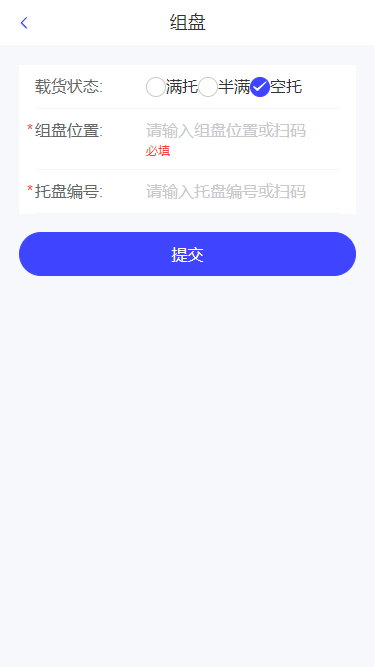 组盘
载货状态: 满托 半满 空托
*组盘位置: 请输入组盘位置或扫码
必填
*托盘编号: 请输入托盘编号或扫码
提交